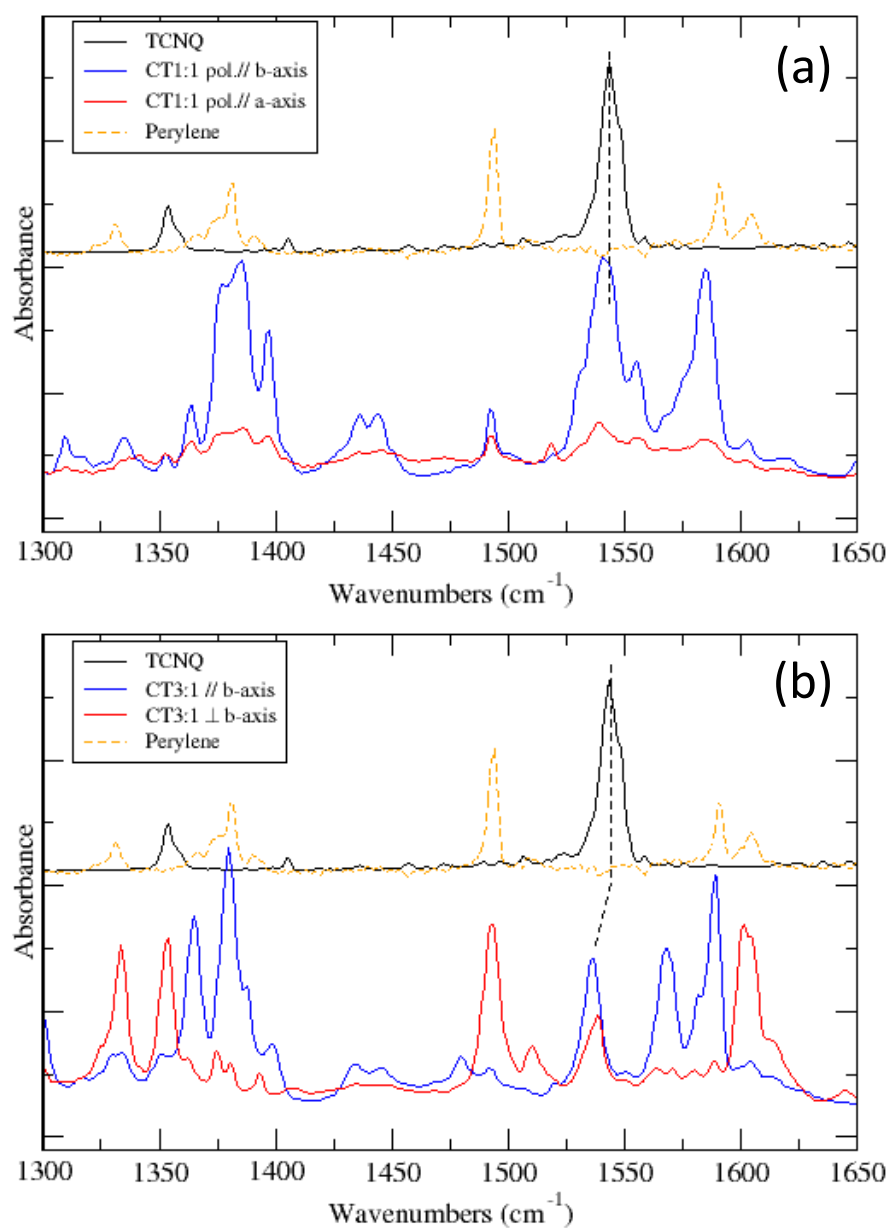 (a)
TCNQ
CT1:1 pol.// b-axis
CT1:1 pol.// a-axis
Perylene
Absorbance
1300 1350 1400 1450 1500 1550 1600 1650
Wavenumbers (cm⁻¹)
(b)
TCNQ
CT3:1 // b-axis
CT3:1 ⊥ b-axis
Perylene
Absorbance
1300 1350 1400 1450 1500 1550 1600 1650
Wavenumbers (cm⁻¹)